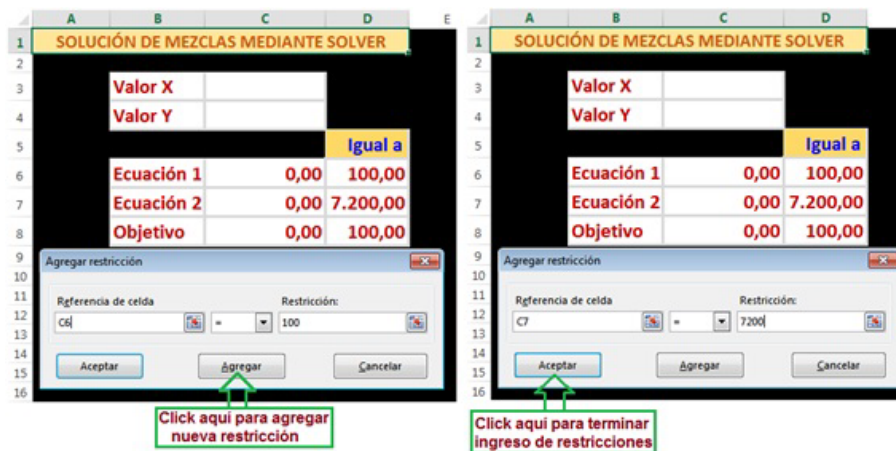 A B C D E
1 SOLUCIÓN DE MEZCLAS MEDIANTE SOLVER
2
3 Valor X
4 Valor Y
5 Igual a
6 Ecuación 1 0,00 100,00
7 Ecuación 2 0,00 7.200,00
8 Objetivo 0,00 100,00
9 Agregar restricción
10
11 Referencia de celda Restricción:
12 C6 = 100
13
14
15 Aceptar Agregar Cancelar
16
Click aquí para agregar
nueva restricción
A B C D
1 SOLUCIÓN DE MEZCLAS MEDIANTE SOLVER
2
3 Valor X
4 Valor Y
5 Igual a
6 Ecuación 1 0,00 100,00
7 Ecuación 2 0,00 7.200,00
8 Objetivo 0,00 100,00
9 Agregar restricción
10
11 Referencia de celda Restricción:
12 C7 = 7200
13
14
15 Aceptar Agregar Cancelar
16
Click aquí para terminar
ingreso de restricciones